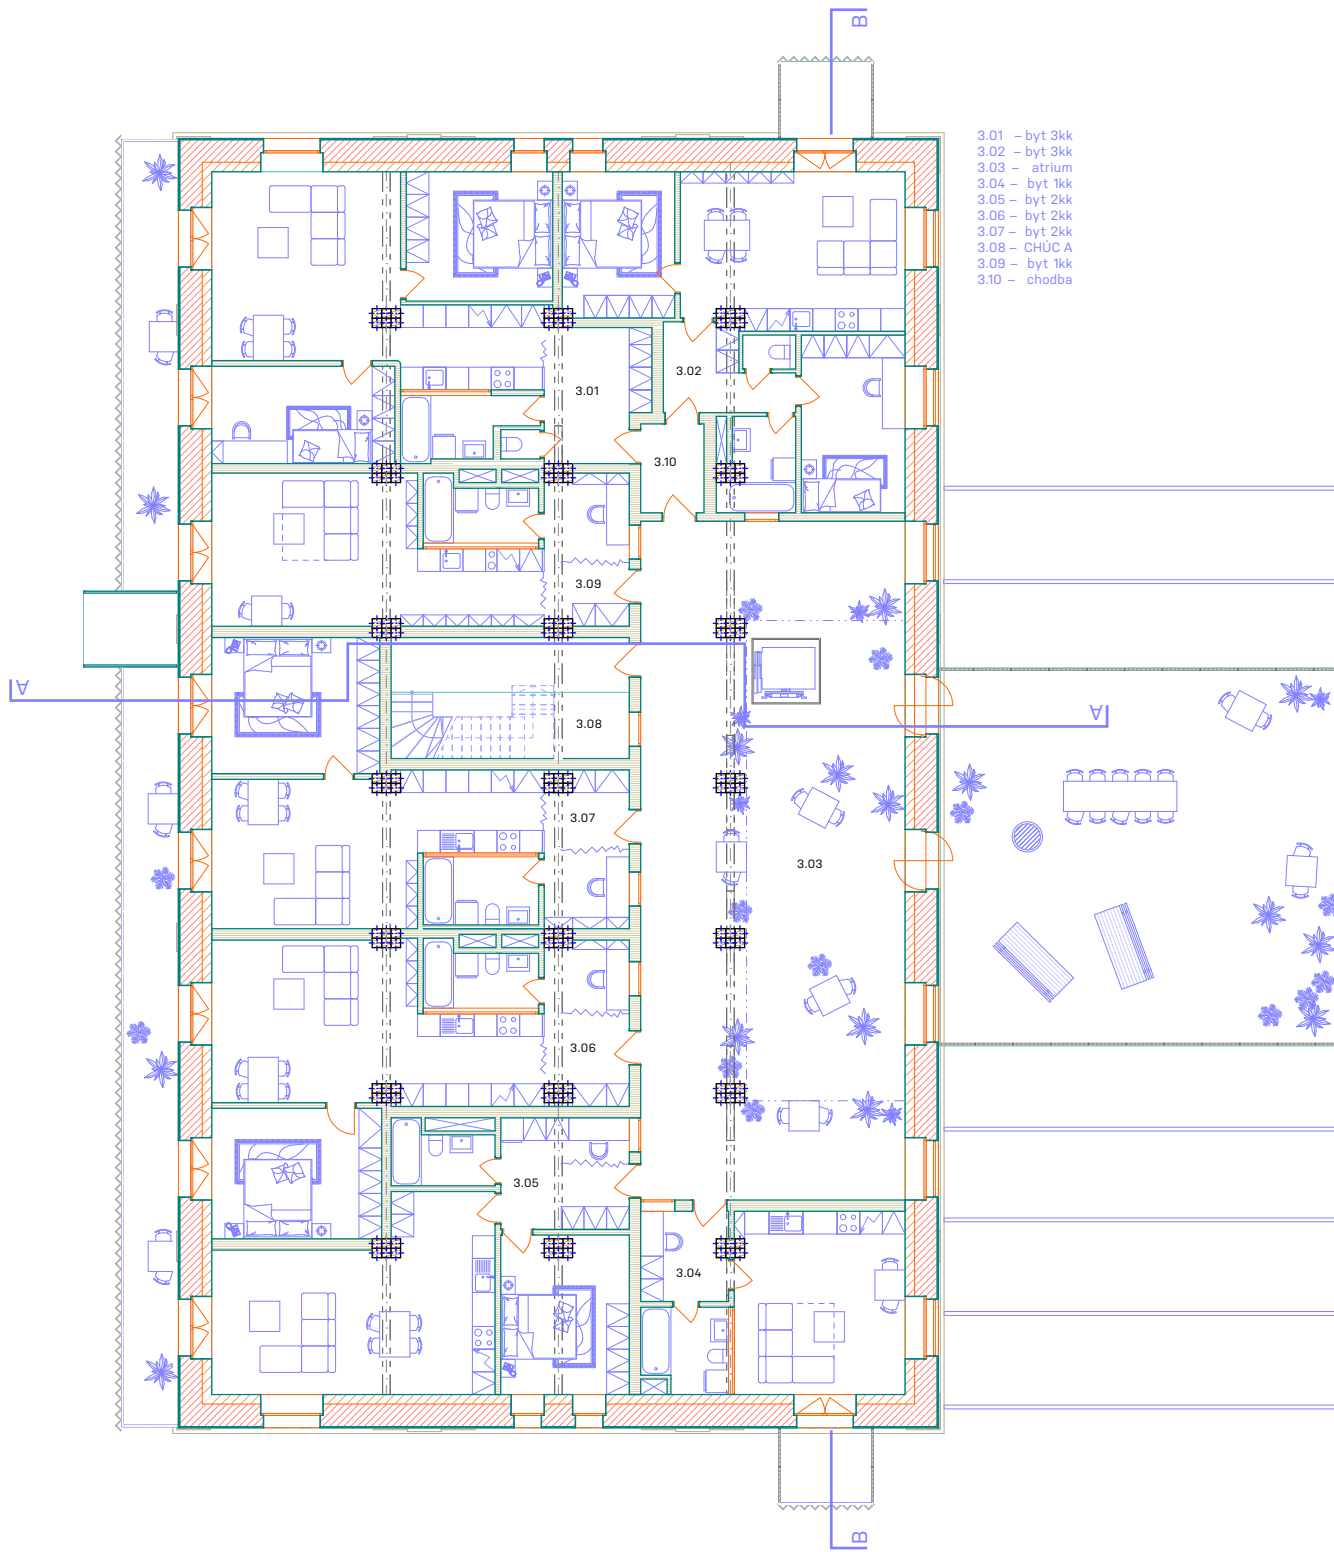 B
3.01 – byt 3kk
3.02 – byt 3kk
3.03 – atrium
3.04 – byt 1kk
3.05 – byt 2kk
3.06 – byt 2kk
3.07 – byt 2kk
3.08 – CHÚC A
3.09 – byt 1kk
3.10 – chodba
3.02
3.01
3.10
3.09
A
A
3.08
3.07
3.03
3.06
3.05
3.04
B